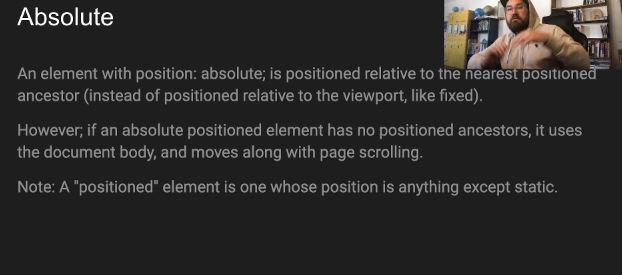 Absolute
An element with position: absolute; is positioned relative to the nearest positioned
ancestor (instead of positioned relative to the viewport, like fixed).
However; if an absolute positioned element has no positioned ancestors, it uses
the document body, and moves along with page scrolling.
Note: A "positioned" element is one whose position is anything except static.